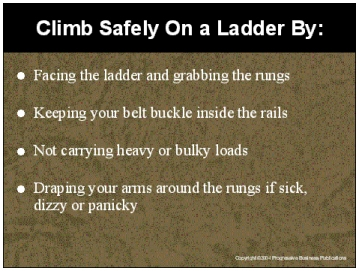 Climb Safely On a Ladder By:
Facing the ladder and grabbing the rungs
Keeping your belt buckle inside the rails
Not carrying heavy or bulky loads
Draping your arms around the rungs if sick,
dizzy or panicky
Copyright ©2004 Progressive Business Publications